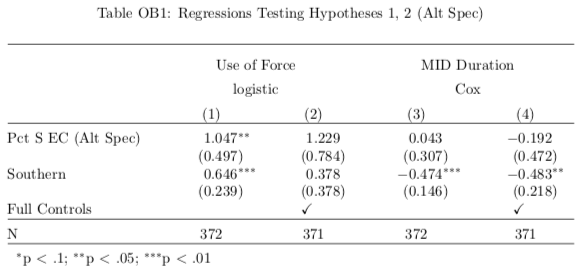 Table OB1: Regressions Testing Hypotheses 1, 2 (Alt Spec)
Use of Force MID Duration
logistic Cox
(1) (2) (3) (4)
Pct S EC (Alt Spec) 1.047** 1.229 0.043 −0.192
(0.497) (0.784) (0.307) (0.472)
Southern 0.646*** 0.378 −0.474*** −0.483**
(0.239) (0.378) (0.146) (0.218)
Full Controls ✓ ✓
N 372 371 372 371
*p < .1; **p < .05; ***p < .01